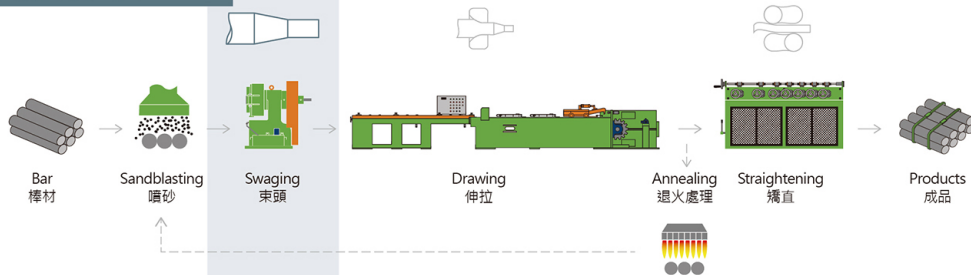 Bar
棒材
Sandblasting
噴砂
Swaging
束頭
Drawing
伸拉
Annealing
退火處理
Straightening
矯直
Products
成品